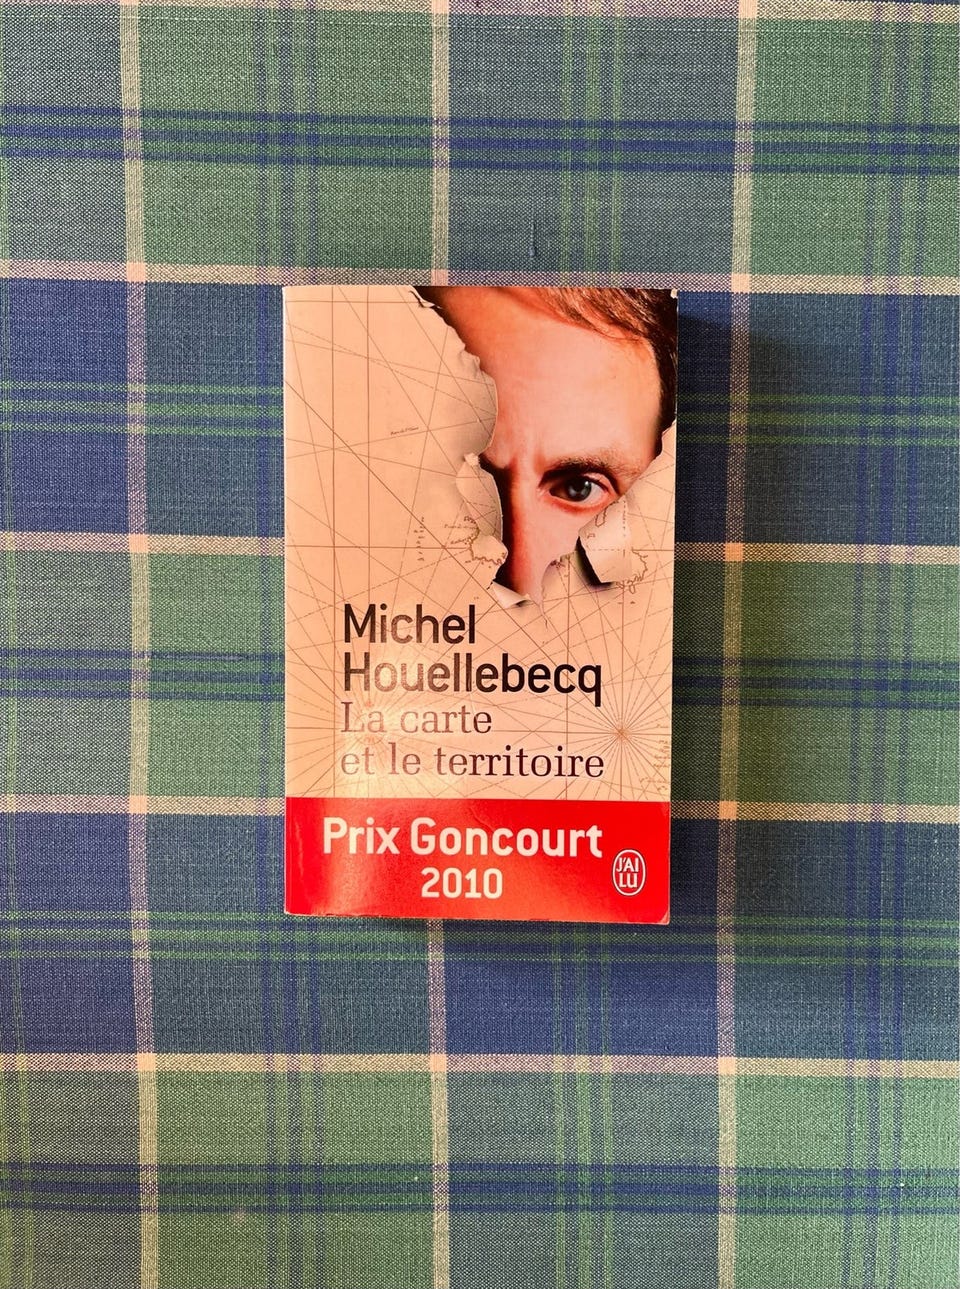 Michel
Houellebecq
La carte
et le territoire
Prix Goncourt
2010
J'AI
LU